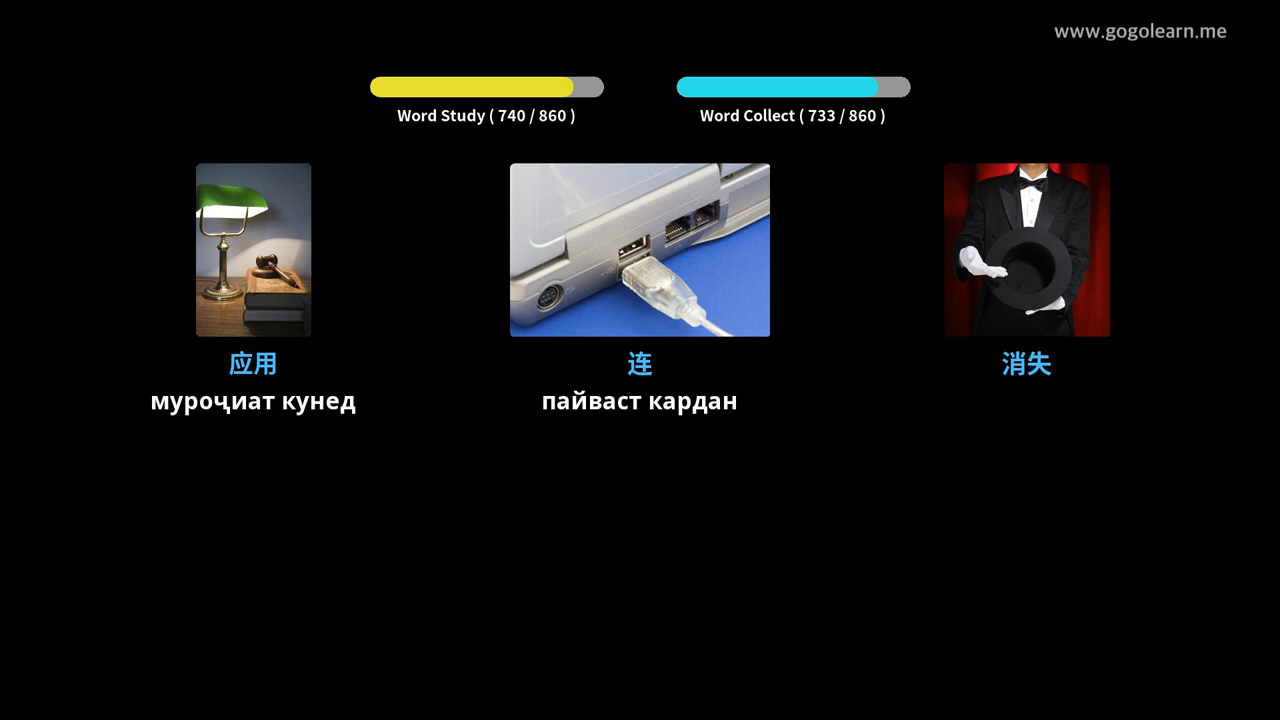 www.gogolearn.me
Word Study ( 740 / 860 )
Word Collect ( 733 / 860 )
应用
连
消失
муроҷиат кунед
пайваст кардан